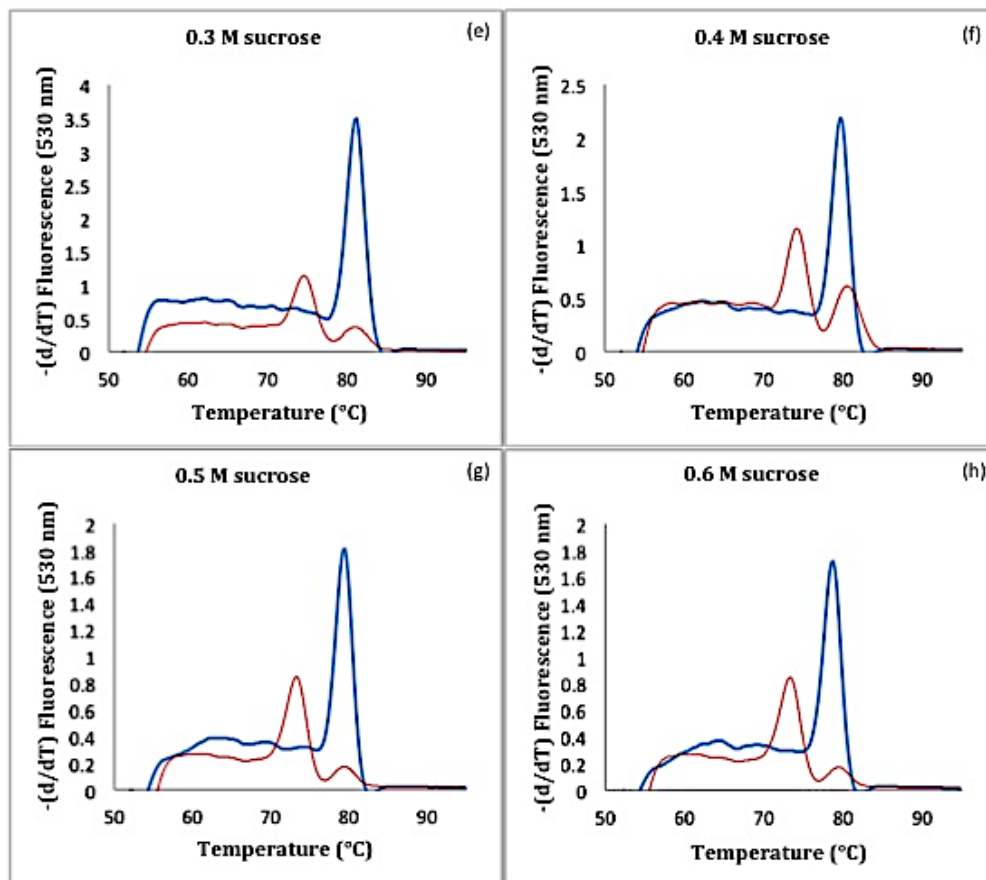 0.3 M sucrose
(e)
-(d/dT) Fluorescence (530 nm)
4
3.5
3
2.5
2
1.5
1
0.5
0
50 60 70 80 90
Temperature (°C)
0.4 M sucrose
(f)
-(d/dT) Fluorescence (530 nm)
2.5
2
1.5
1
0.5
0
50 60 70 80 90
Temperature (°C)
0.5 M sucrose
(g)
-(d/dT) Fluorescence (530 nm)
2
1.8
1.6
1.4
1.2
1
0.8
0.6
0.4
0.2
0
50 60 70 80 90
Temperature (°C)
0.6 M sucrose
(h)
-(d/dT) Fluorescence (530 nm)
2
1.8
1.6
1.4
1.2
1
0.8
0.6
0.4
0.2
0
50 60 70 80 90
Temperature (°C)